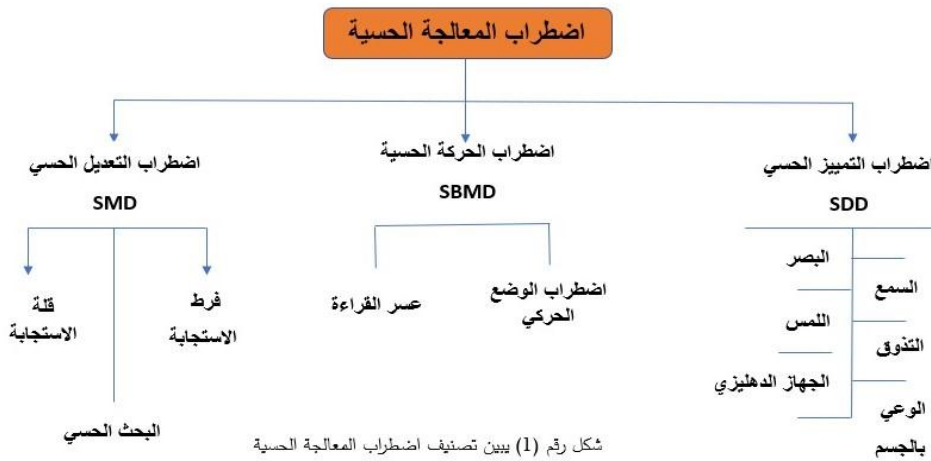 اضطراب المعالجة الحسية
اضطراب التمييز الحسي
SDD
البصر
السمع
اللمس
التذوق
الجهاز الدهليزي
الوعي
بالجسم
اضطراب الحركة الحسية
SBMD
اضطراب الوضع
الحركي
عسر القراءة
اضطراب التعديل الحسي
SMD
فرط
الاستجابة
قلة
الاستجابة
البحث الحسي
شكل رقم (1) يبين تصنيف اضطراب المعالجة الحسية